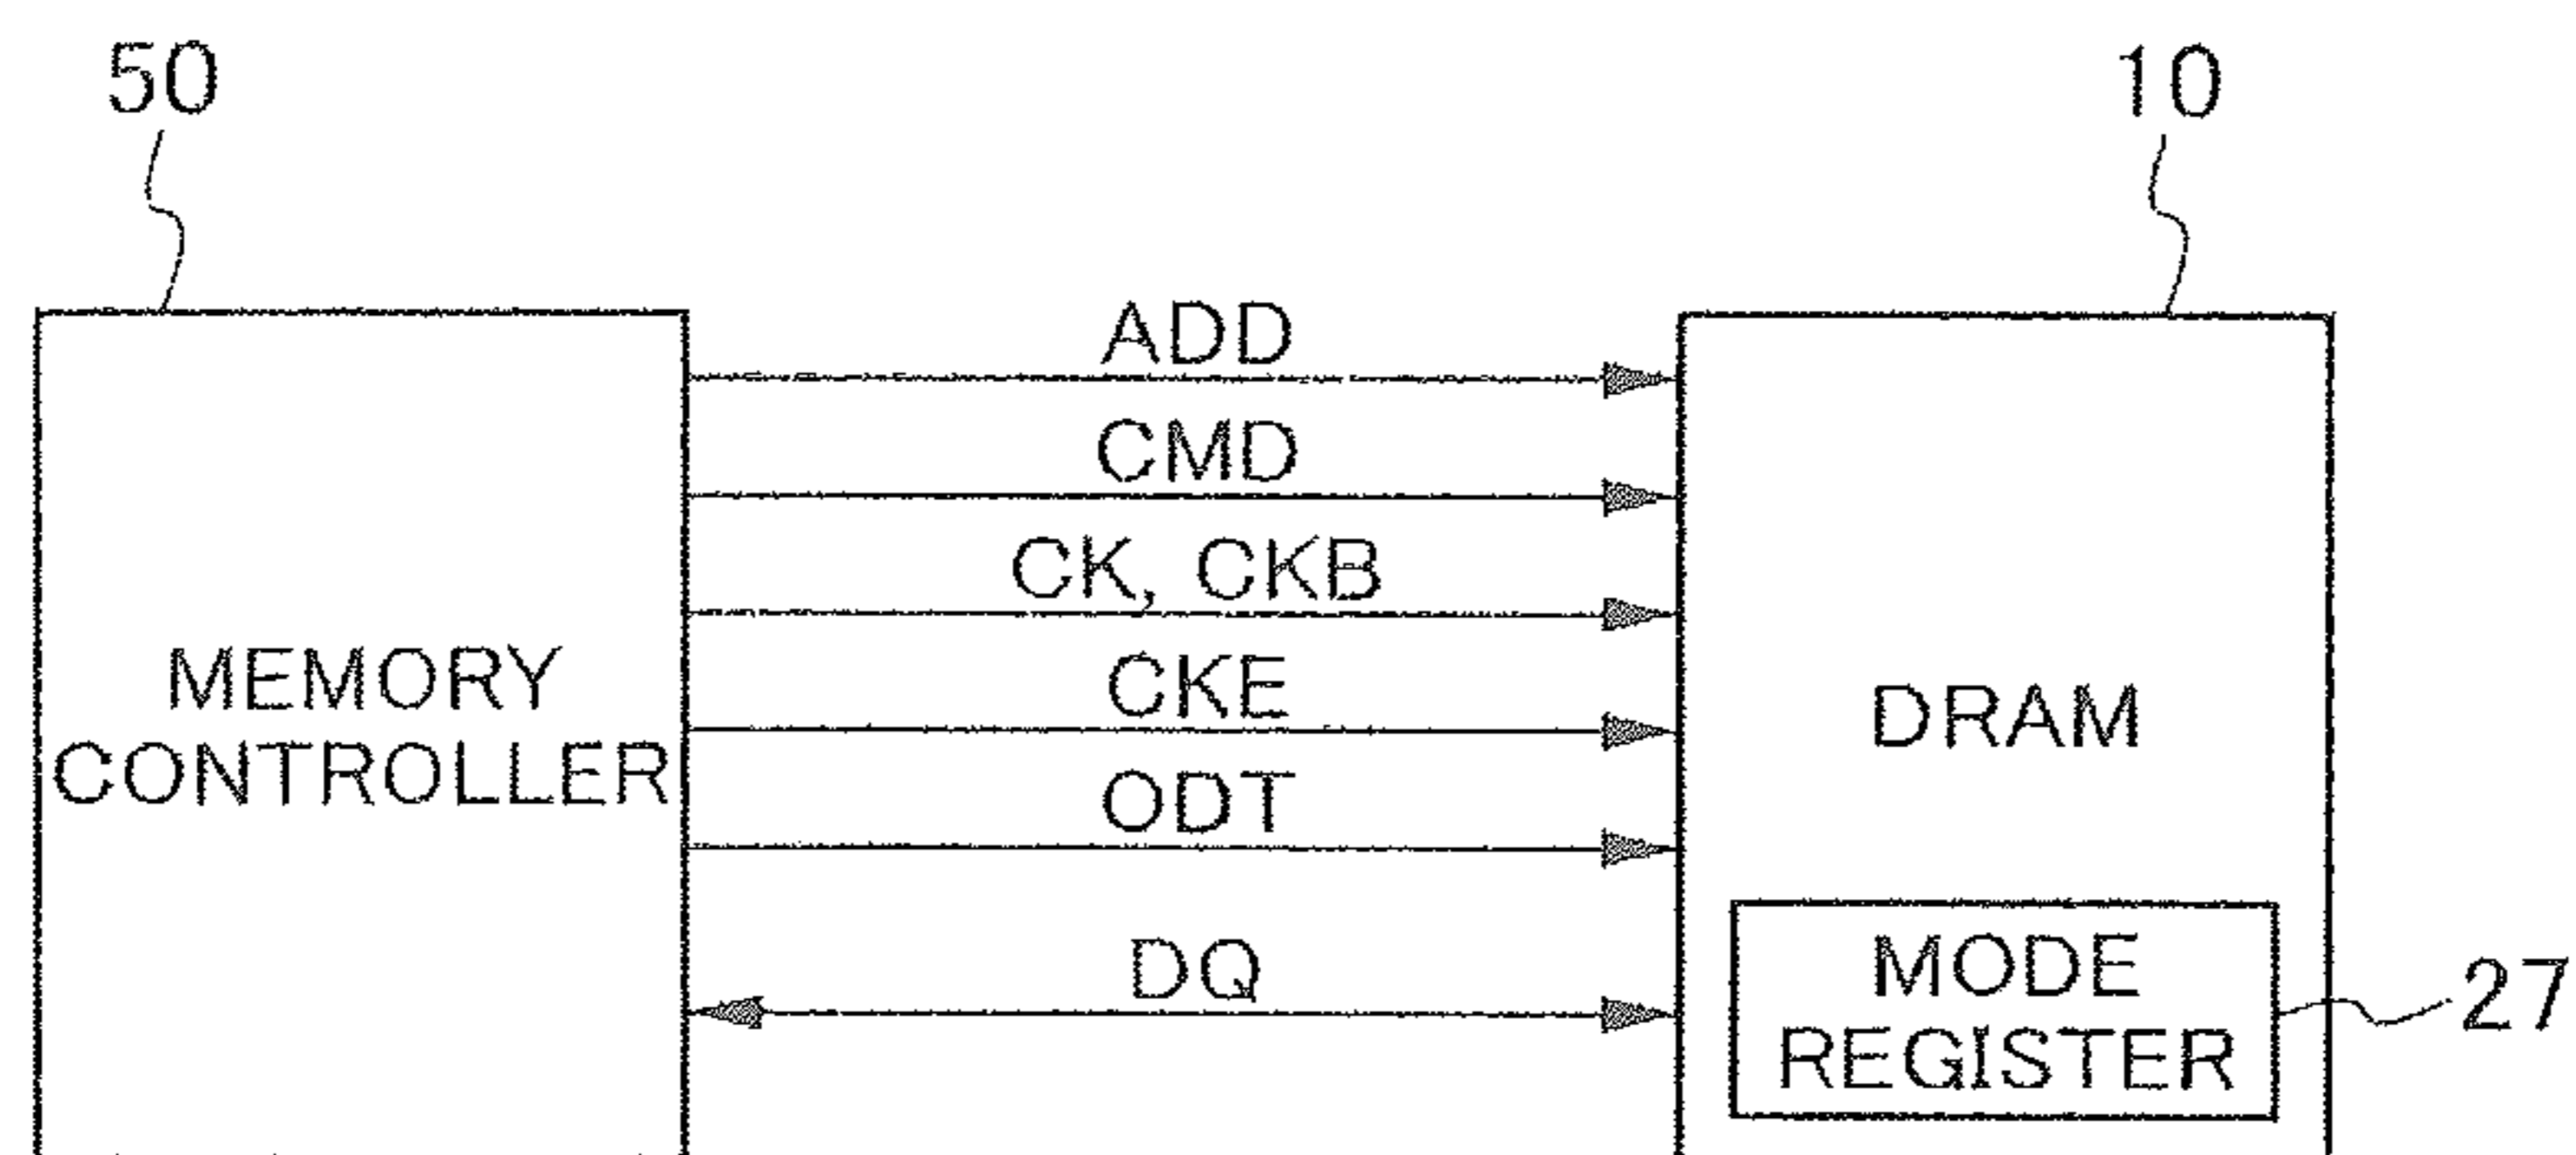 50
10
ADD
CMD
CK, CKB
CKE
ODT
DQ
MEMORY
CONTROLLER
DRAM
MODE
REGISTER
27